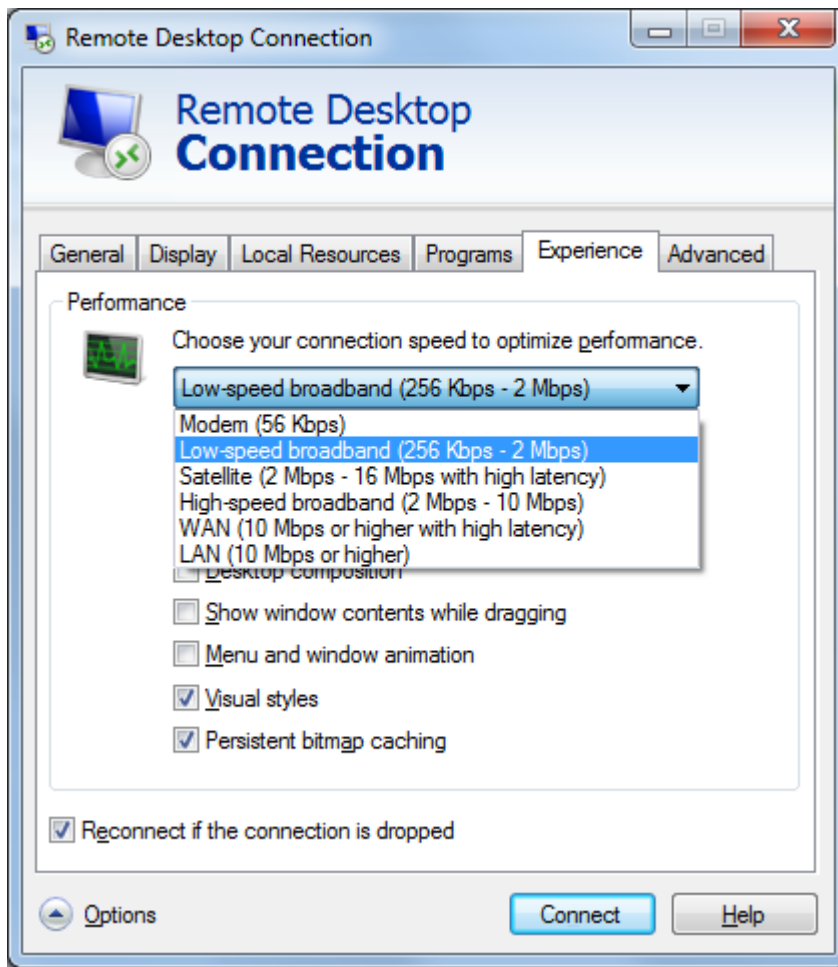 Remote Desktop Connection
Remote Desktop
Connection
General Display Local Resources Programs Experience Advanced
Performance
Choose your connection speed to optimize performance.
Low-speed broadband (256 Kbps - 2 Mbps)
Modem (56 Kbps)
Low-speed broadband (256 Kbps - 2 Mbps)
Satellite (2 Mbps - 16 Mbps with high latency)
High-speed broadband (2 Mbps - 10 Mbps)
WAN (10 Mbps or higher with high latency)
LAN (10 Mbps or higher)
Desktop composition
Show window contents while dragging
Menu and window animation
Visual styles
Persistent bitmap caching
Reconnect if the connection is dropped
Options Connect Help